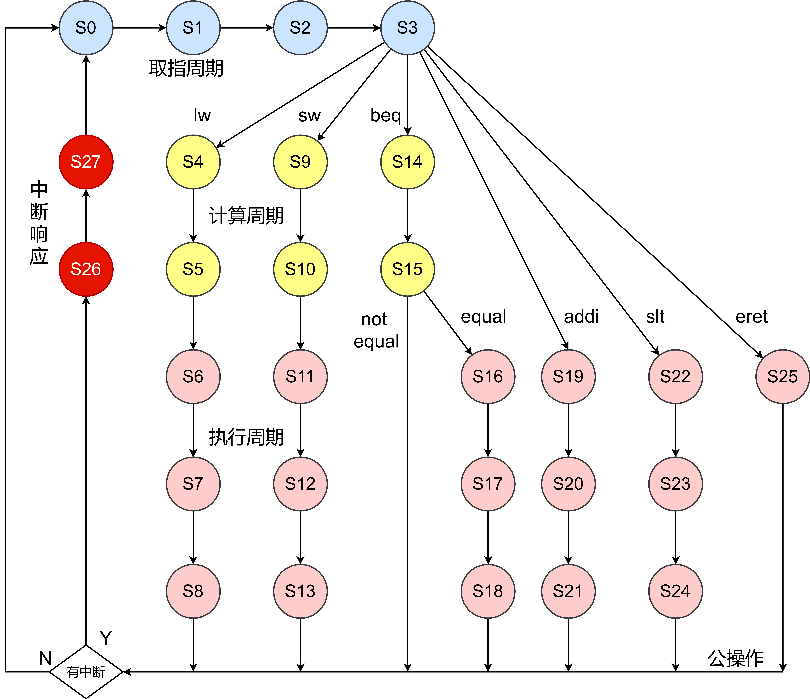 S0
S1
S2
S3
取指周期
lw
sw
beq
S27
S4
S9
S14
中断响应
计算周期
S26
S5
S10
S15
not
equal
equal
addi
slt
eret
S6
S11
S16
S19
S22
S25
执行周期
S7
S12
S17
S20
S23
S8
S13
S18
S21
S24
N
Y
有中断
公操作